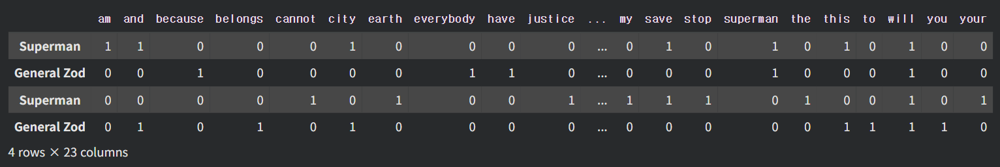 am and because belongs cannot city earth everybody have justice ... my save stop superman the this to will you your
Superman 1 1 0 0 0 1 0 0 0 0 ... 0 1 0 1 0 1 0 1 0 0
General Zod 0 0 1 0 0 0 0 1 1 0 ... 0 0 0 1 0 0 0 1 0 0
Superman 0 0 0 0 1 0 1 0 0 1 ... 1 1 1 0 1 0 0 1 0 1
General Zod 0 1 0 1 0 1 0 0 0 0 ... 0 0 0 0 0 1 1 1 1 0
4 rows × 23 columns